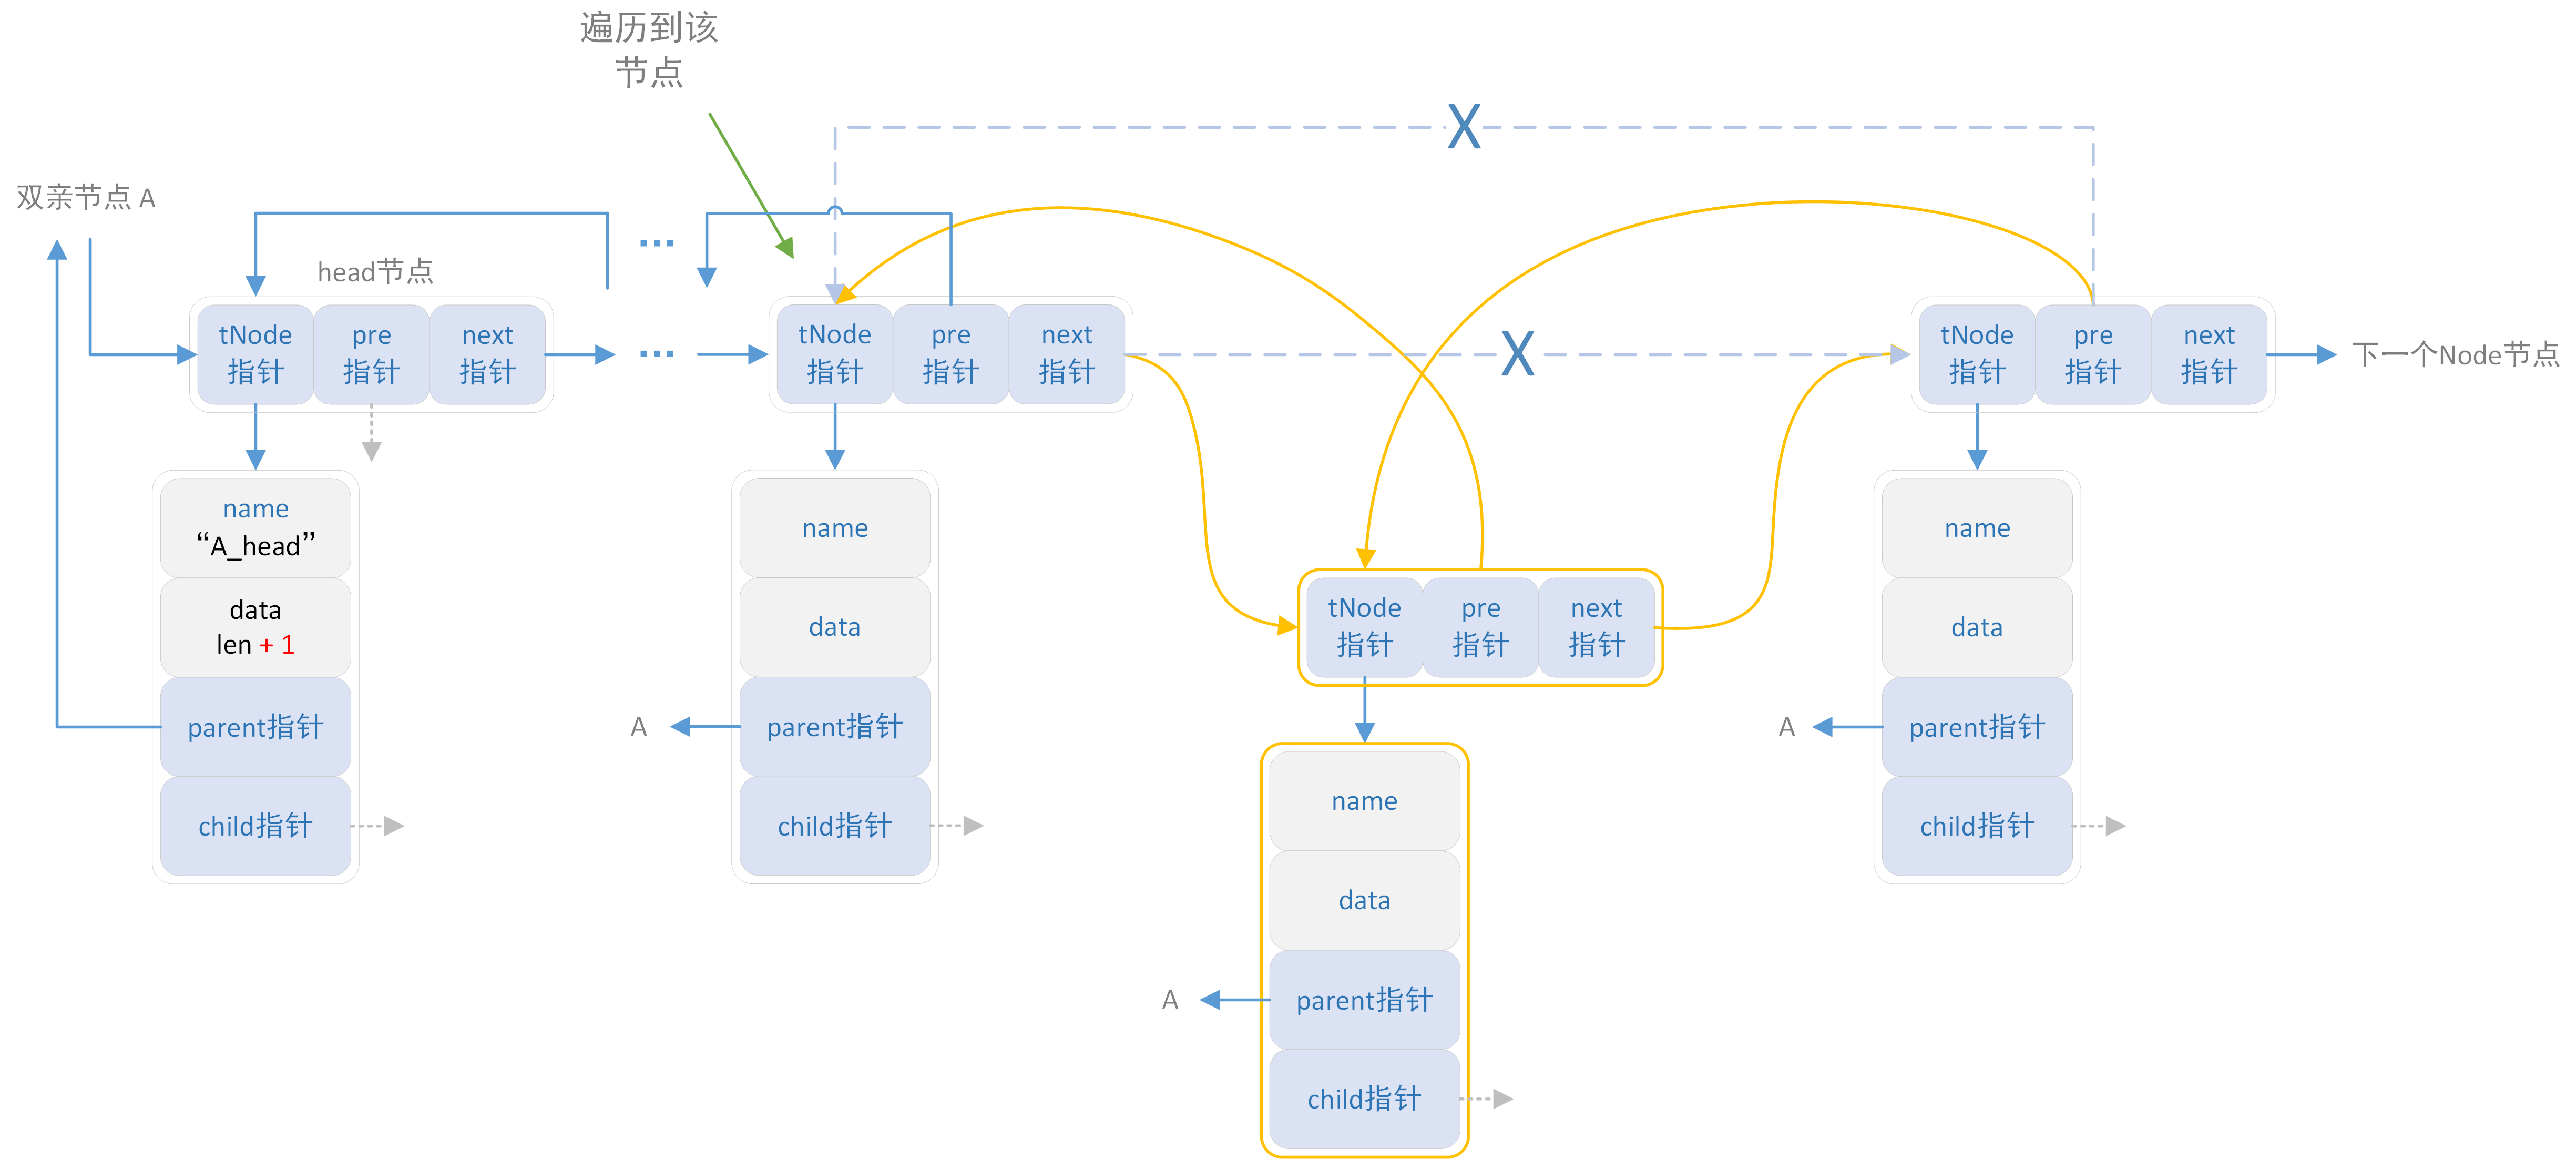 遍历到该
节点
X
双亲节点 A
...
head节点
tNode
指针
pre
指针
next
指针
...
tNode
指针
pre
指针
next
指针
X
tNode
指针
pre
指针
next
指针
下一个Node节点
name
“A_head”
data
len + 1
parent指针
child指针
name
data
A
parent指针
child指针
tNode
指针
pre
指针
next
指针
name
data
A
parent指针
child指针
name
data
A
parent指针
child指针